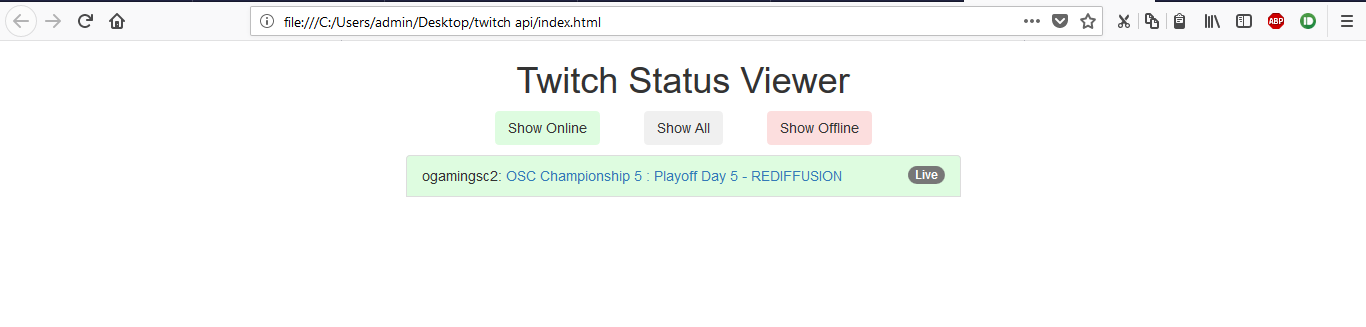 file:///C:/Users/admin/Desktop/twitch api/index.html
ABP
Twitch Status Viewer
Show Online Show All Show Offline
ogamingsc2: OSC Championship 5 : Playoff Day 5 - REDIFFUSION Live